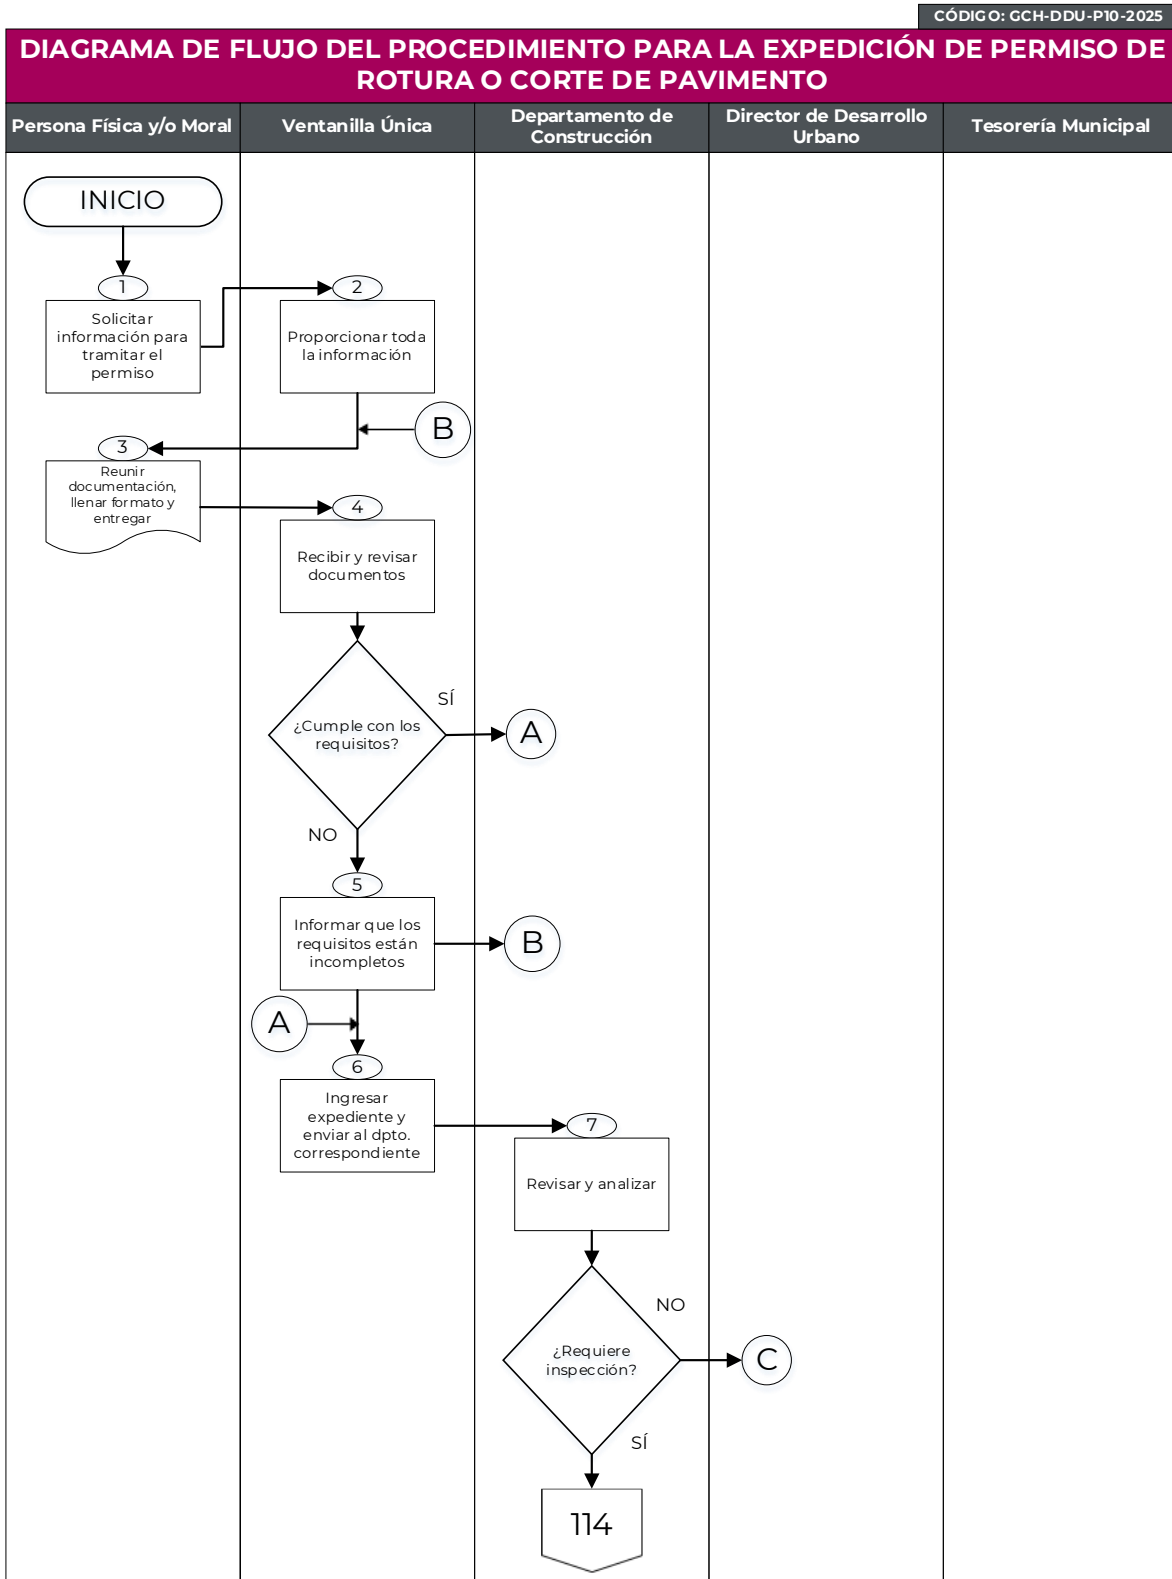 CÓDIGO: GCH-DDU-P10-2025
DIAGRAMA DE FLUJO DEL PROCEDIMIENTO PARA LA EXPEDICIÓN DE PERMISO DE
ROTURA O CORTE DE PAVIMENTO
Persona Física y/o Moral
Ventanilla Única
Departamento de
Construcción
Director de Desarrollo
Urbano
Tesorería Municipal
INICIO
1
Solicitar
información para
tramitar el
permiso
2
Proporcionar toda
la información
B
3
Reunir
documentación,
llenar formato y
entregar
4
Recibir y revisar
documentos
¿Cumple con los
requisitos?
SÍ
A
NO
5
Informar que los
requisitos están
incompletos
B
A
6
Ingresar
expediente y
enviar al dpto.
correspondiente
7
Revisar y analizar
¿Requiere
inspección?
NO
C
SÍ
114